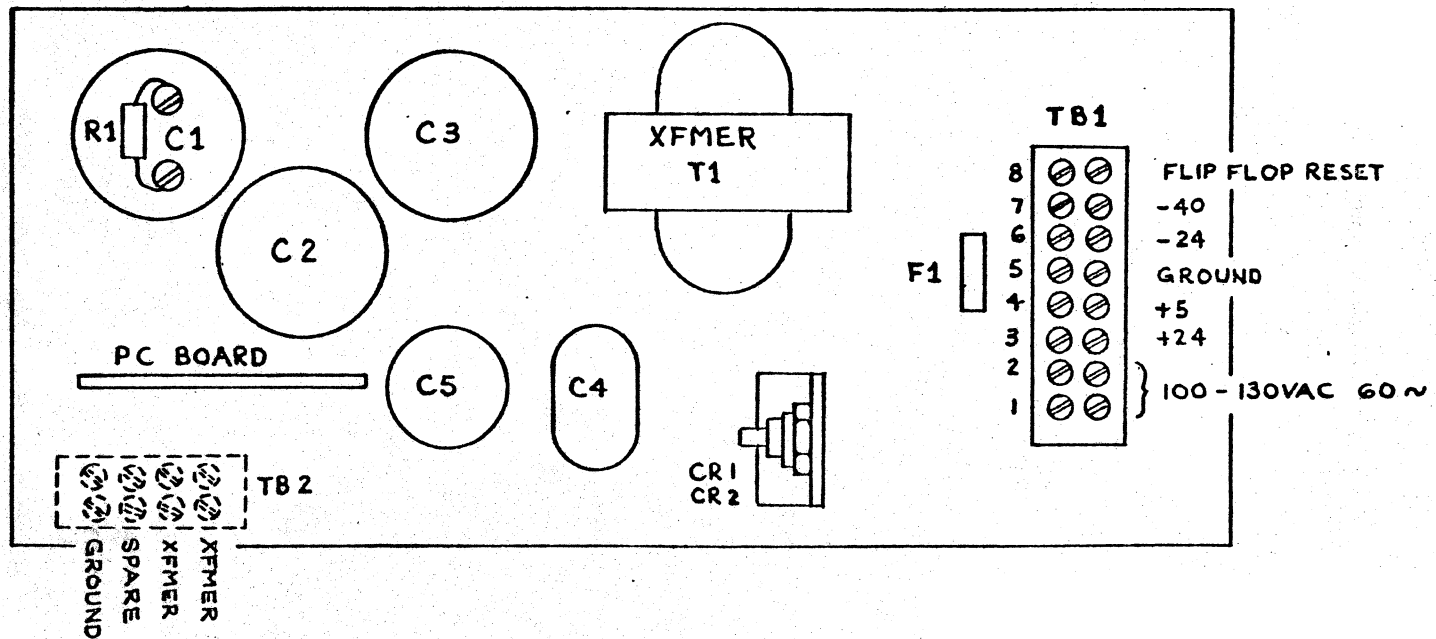 R1
C1
C2
C3
XFMER
T1
TB1
8 FLIP FLOP RESET
7 -40
6 -24
5 GROUND
4 +5
3 +24
2
1
100-130VAC 60~
F1
PC BOARD
C5
C4
CR1
CR2
TB2
GROUND
SPARE
XFMER
XFMER